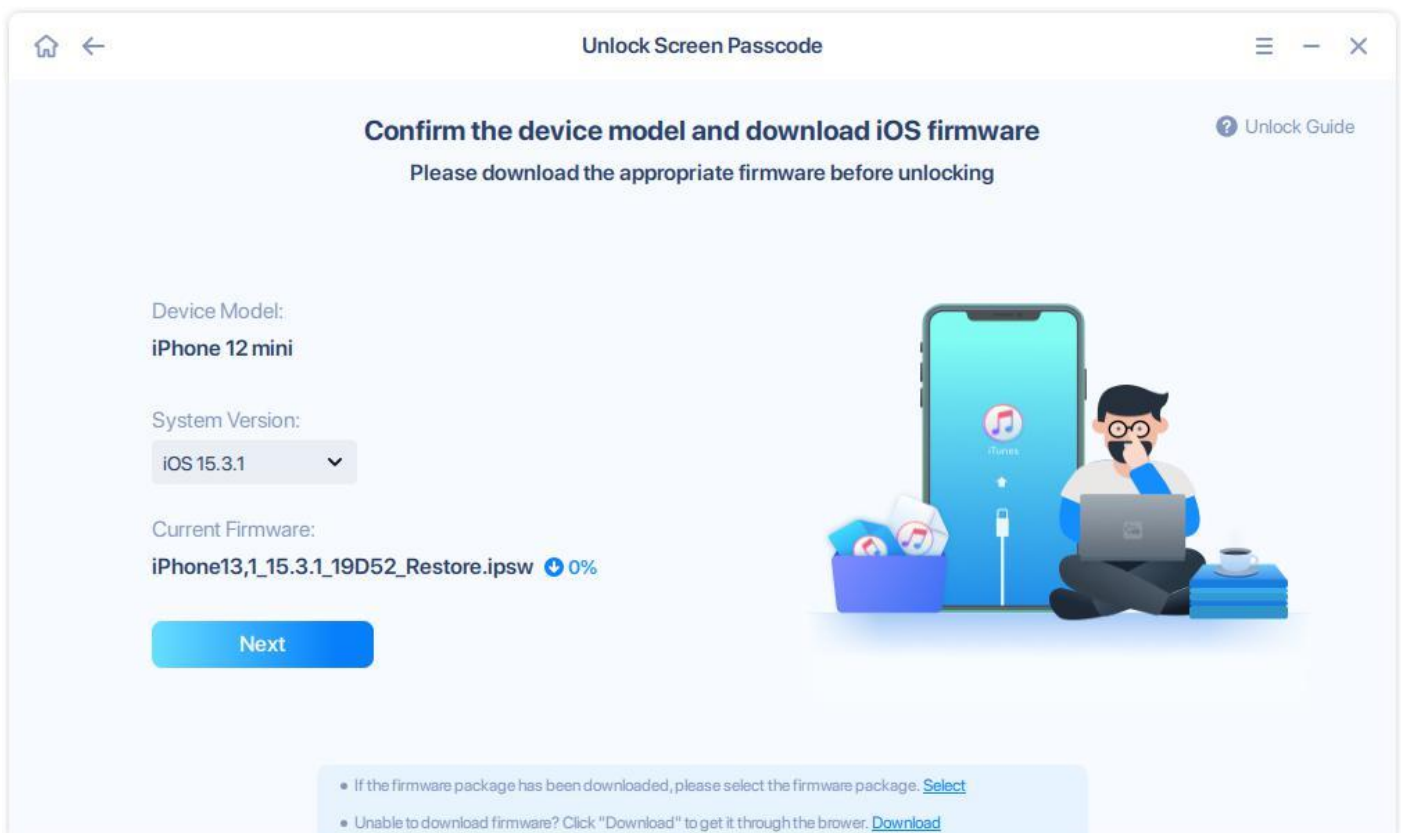 Unlock Screen Passcode
Confirm the device model and download iOS firmware
Unlock Guide
Please download the appropriate firmware before unlocking
Device Model:
iPhone 12 mini
System Version:
iOS 15.3.1
iTunes
Current Firmware:
iPhone13,1_15.3.1_19D52_Restore.ipsw 0%
Next
If the firmware package has been downloaded, please select the firmware package. Select
Unable to download firmware? Click "Download" to get it through the brower. Download